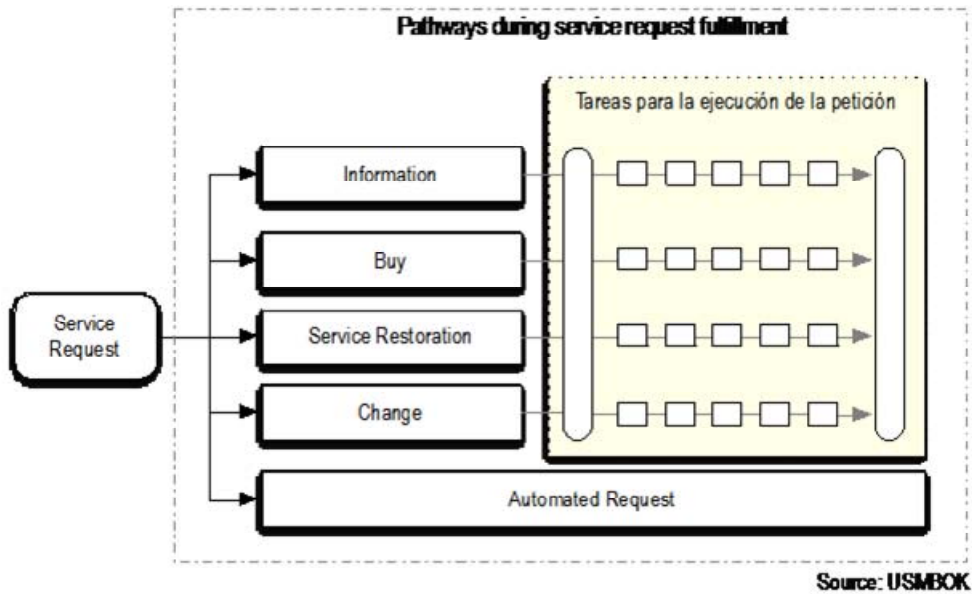 Pathways during service request fulfillment
Tareas para la ejecución de la petición
Information
Buy
Service
Request
Service Restoration
Change
Automated Request
Source: USMBOK